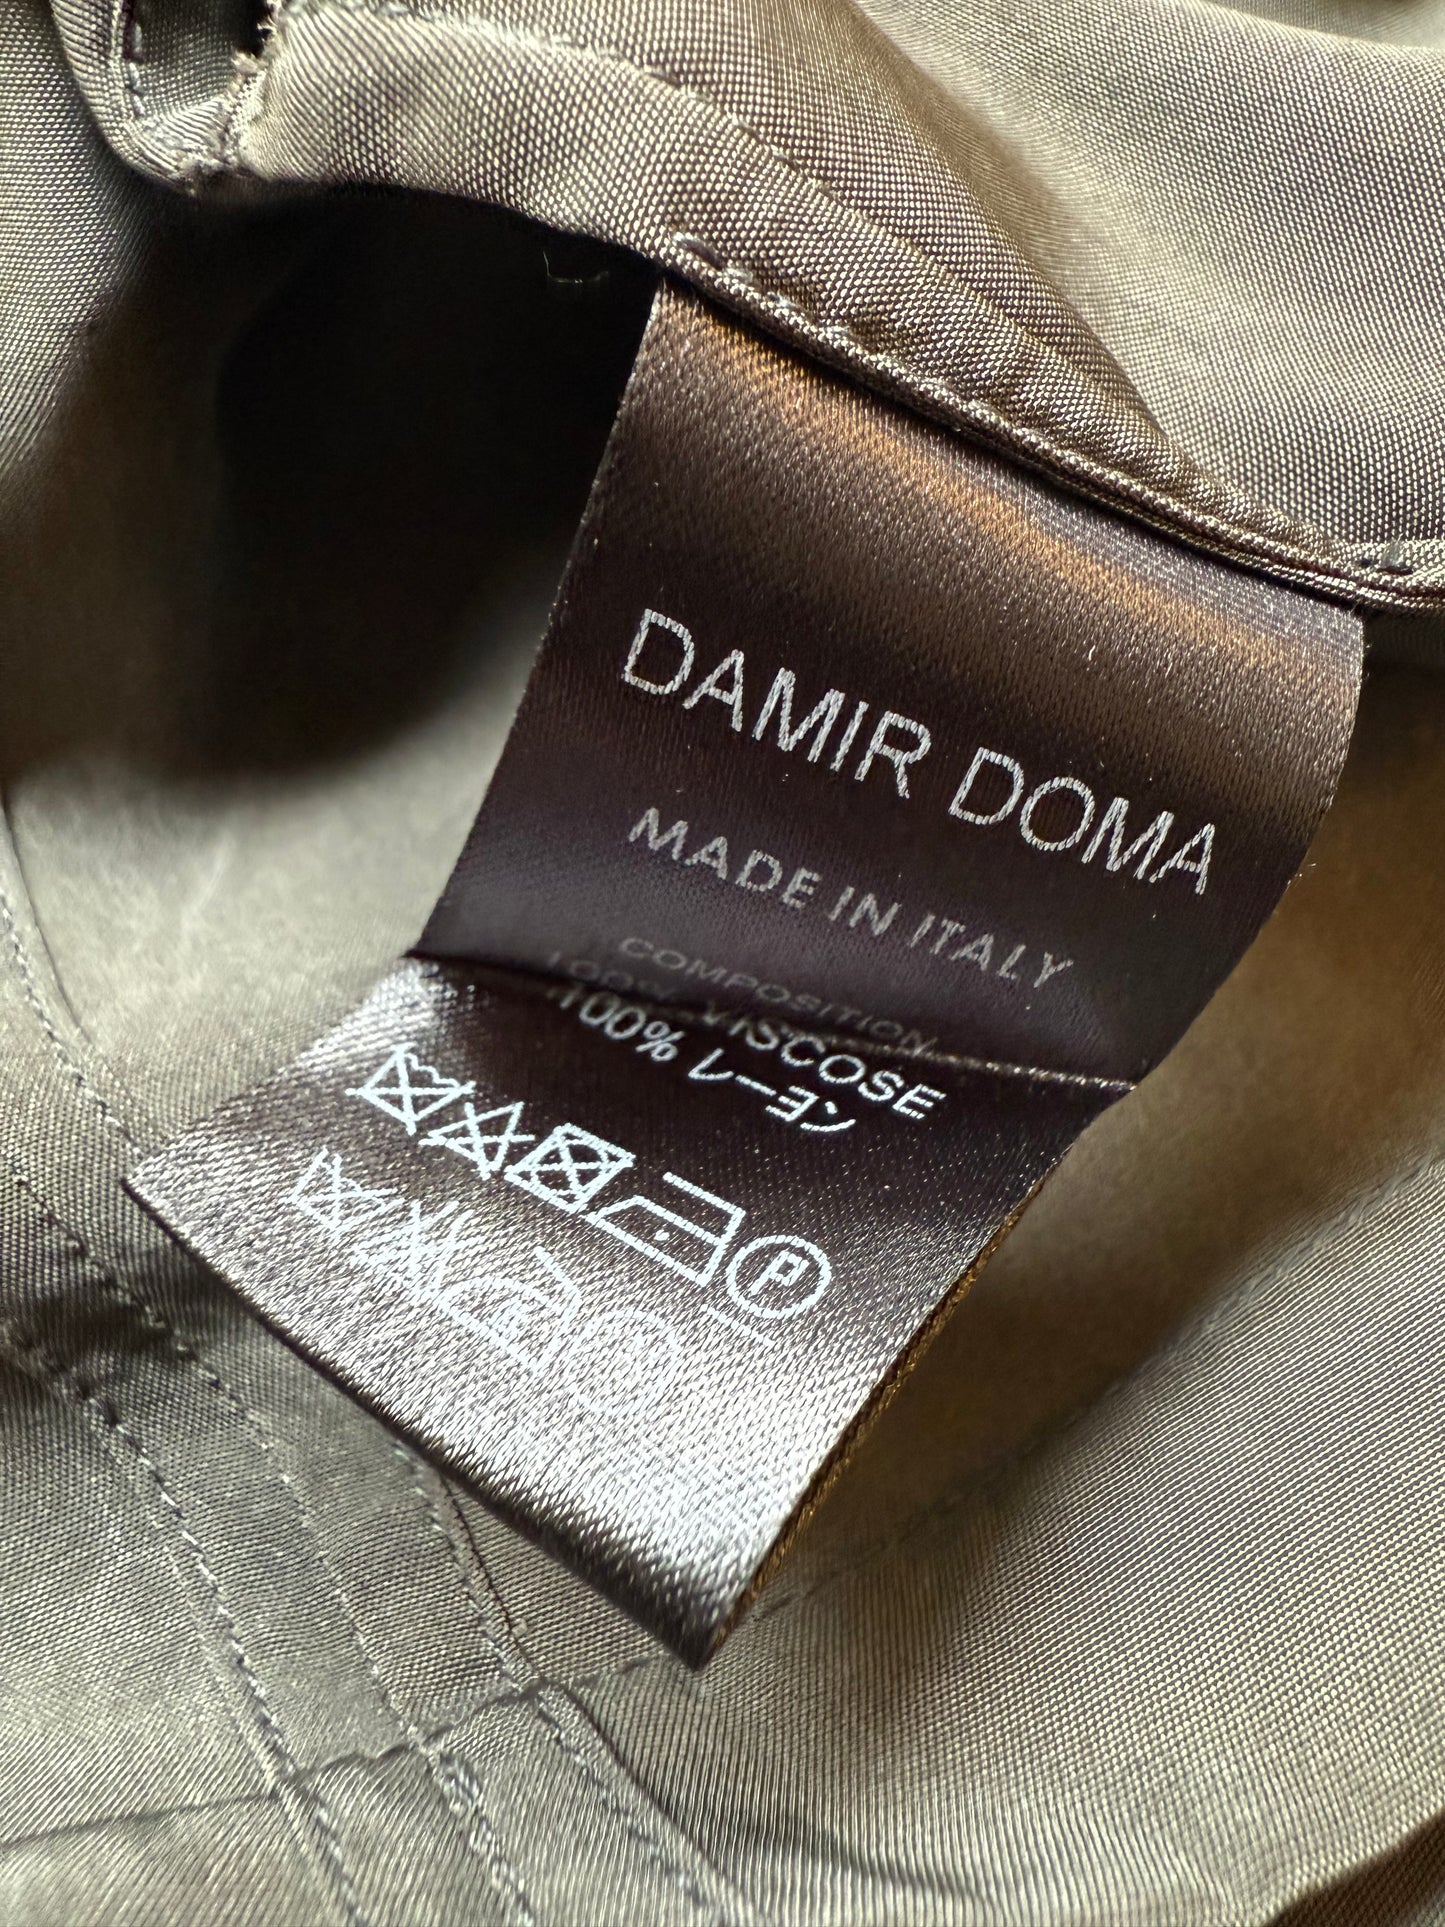 DAMIR DOMA
MADE IN ITALY
COMPOSITION
100% VISCOSE
100% レーヨン
P